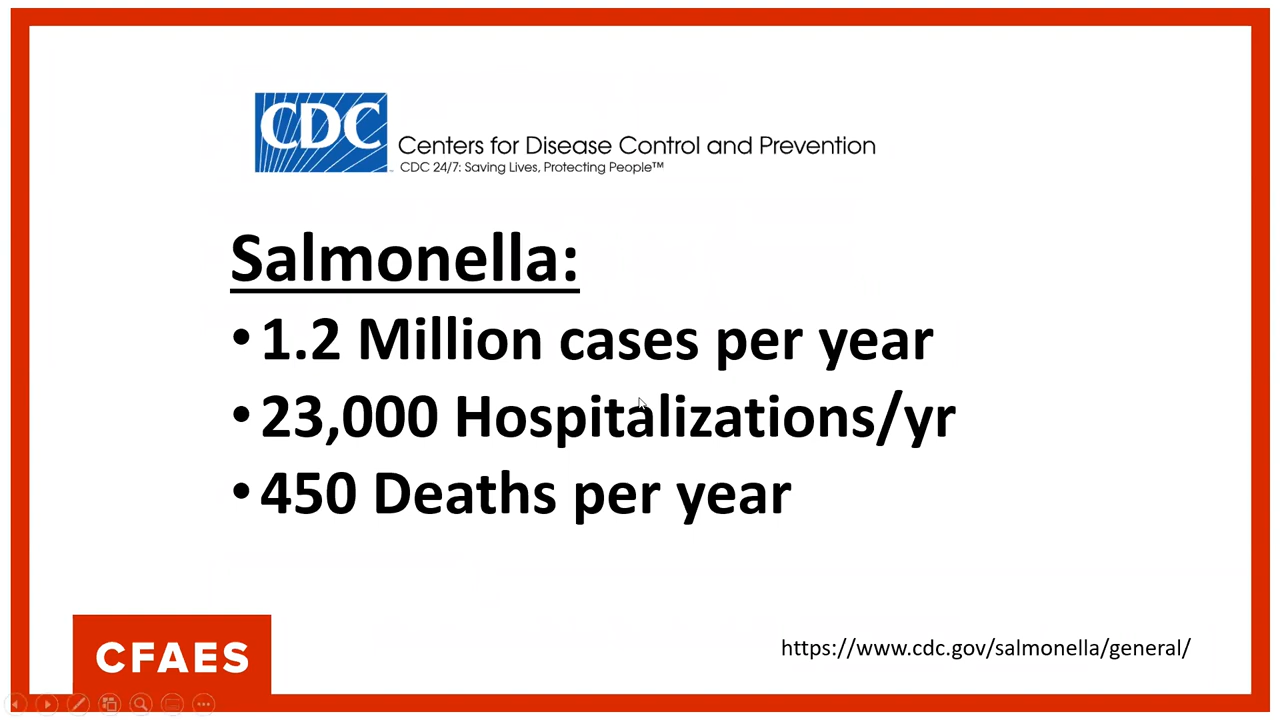 CDC
Centers for Disease Control and Prevention
CDC 24/7: Saving Lives, Protecting People™
Salmonella:
•1.2 Million cases per year
•23,000 Hospitalizations/yr
•450 Deaths per year
CFAES
https://www.cdc.gov/salmonella/general/